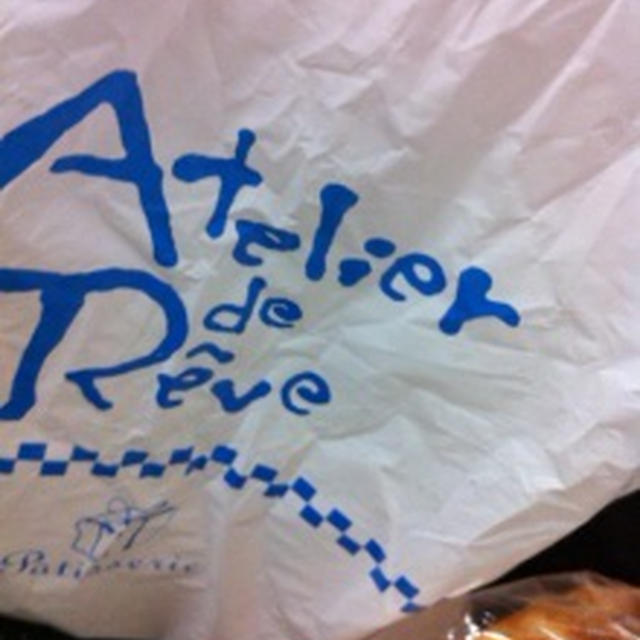 Atelier
de
Rêve
Patisserie